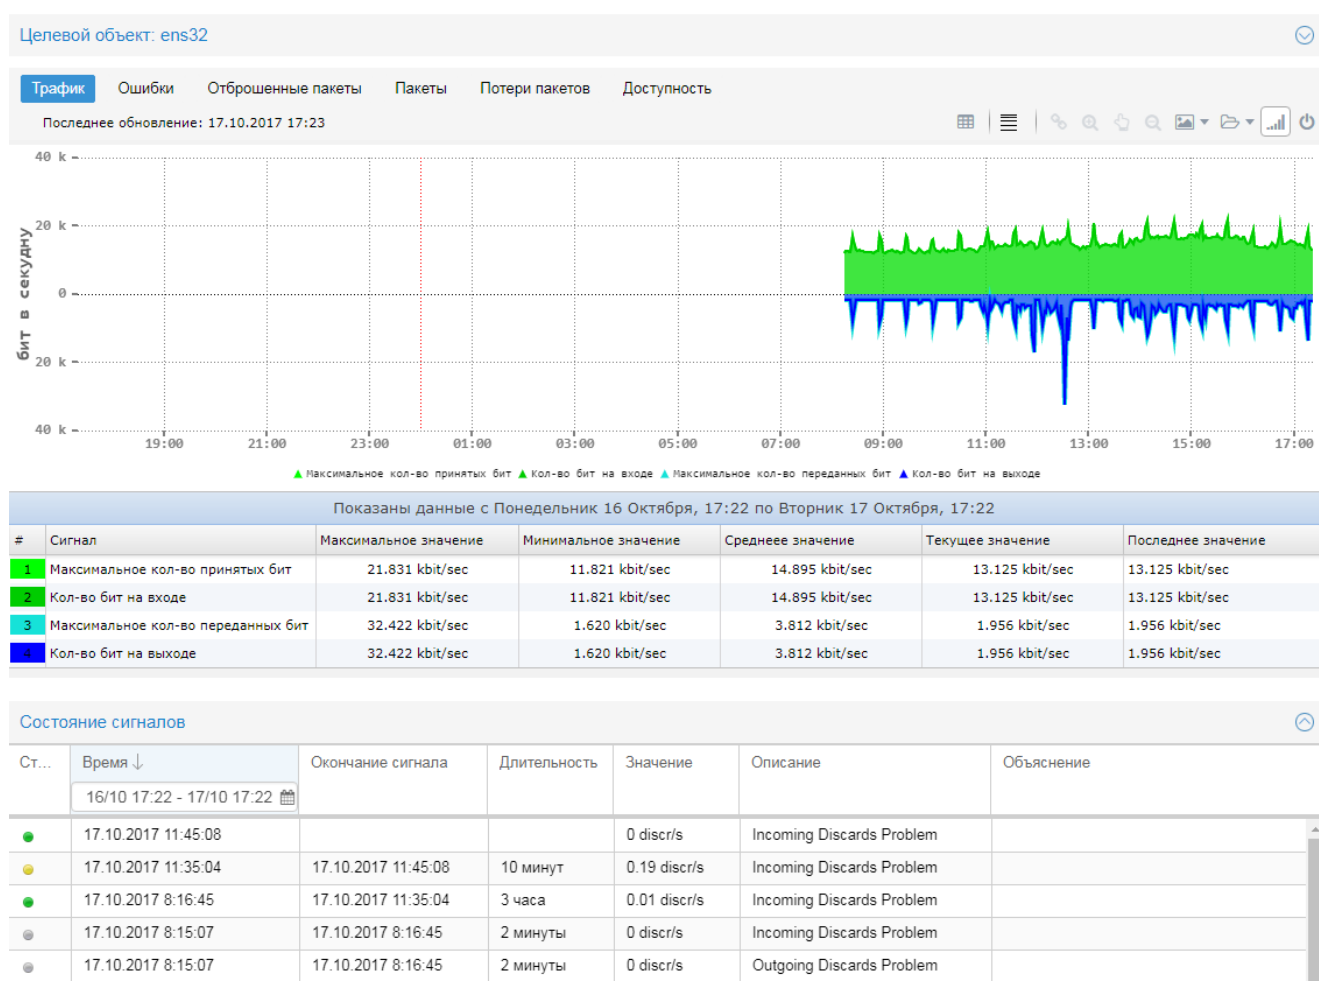 Целевой объект: ens32
Трафик Ошибки Отброшенные пакеты Пакеты Потери пакетов Доступность
Последнее обновление: 17.10.2017 17:23
40 k
20 k
0
20 k
40 k
бит в секудну
19:00 21:00 23:00 01:00 03:00 05:00 07:00 09:00 11:00 13:00 15:00 17:00
Максимальное кол-во принятых бит Кол-во бит на входе Максимальное кол-во переданных бит Кол-во бит на выходе
Показаны данные с Понедельник 16 Октября, 17:22 по Вторник 17 Октября, 17:22
# Сигнал Максимальное значение Минимальное значение Среднеее значение Текущее значение Последнее значение
1 Максимальное кол-во принятых бит 21.831 kbit/sec 11.821 kbit/sec 14.895 kbit/sec 13.125 kbit/sec 13.125 kbit/sec
2 Кол-во бит на входе 21.831 kbit/sec 11.821 kbit/sec 14.895 kbit/sec 13.125 kbit/sec 13.125 kbit/sec
3 Максимальное кол-во переданных бит 32.422 kbit/sec 1.620 kbit/sec 3.812 kbit/sec 1.956 kbit/sec 1.956 kbit/sec
4 Кол-во бит на выходе 32.422 kbit/sec 1.620 kbit/sec 3.812 kbit/sec 1.956 kbit/sec 1.956 kbit/sec
Состояние сигналов
Ст... Время Окончание сигнала Длительность Значение Описание Объяснение
16/10 17:22 - 17/10 17:22
17.10.2017 11:45:08 0 discr/s Incoming Discards Problem
17.10.2017 11:35:04 17.10.2017 11:45:08 10 минут 0.19 discr/s Incoming Discards Problem
17.10.2017 8:16:45 17.10.2017 11:35:04 3 часа 0.01 discr/s Incoming Discards Problem
17.10.2017 8:15:07 17.10.2017 8:16:45 2 минуты 0 discr/s Incoming Discards Problem
17.10.2017 8:15:07 17.10.2017 8:16:45 2 минуты 0 discr/s Outgoing Discards Problem